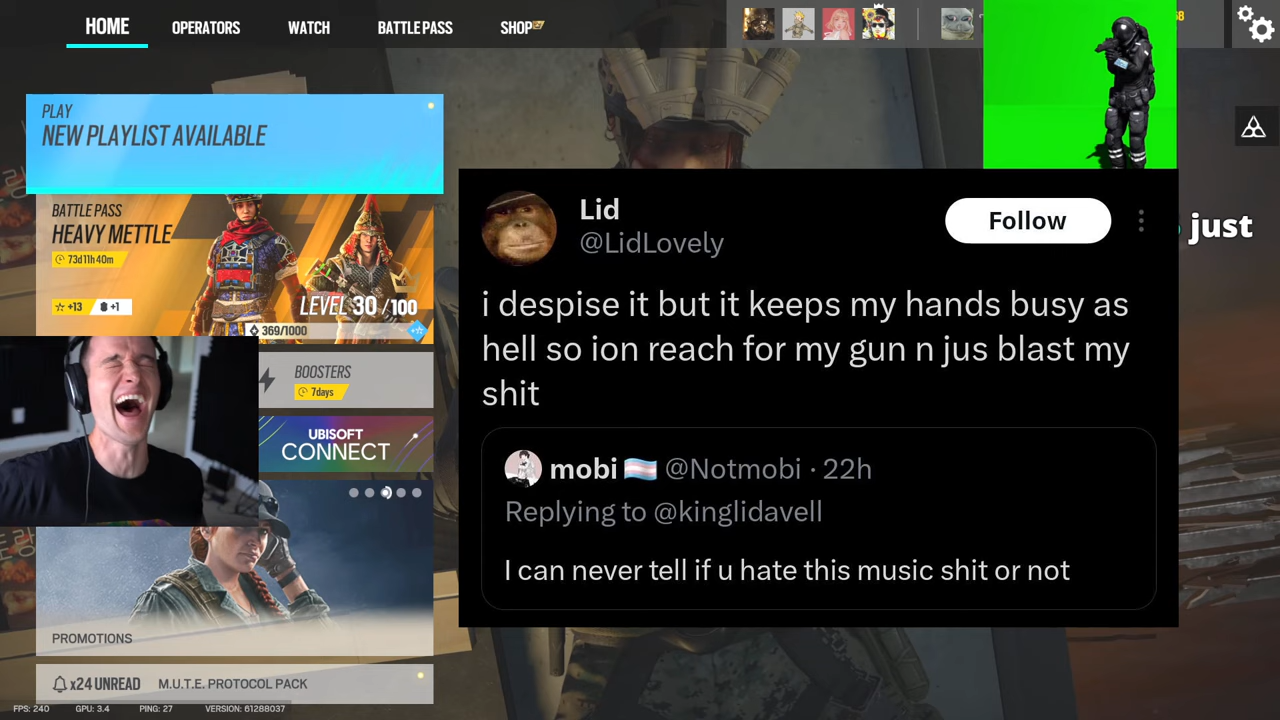 HOME
OPERATORS
WATCH
BATTLE PASS
SHOP
PLAY
NEW PLAYLIST AVAILABLE
BATTLE PASS
HEAVY METTLE
73d 11h 40m
+13
+1
LEVEL 30 / 100
369/1000
BOOSTERS
7days
UBISOFT
CONNECT
PROMOTIONS
x24 UNREAD
M.U.T.E. PROTOCOL PACK
FPS: 240
GPU: 3.4
PING: 27
VERSION: 61288037
just
Lid
@LidLovely
Follow
i despise it but it keeps my hands busy as
hell so ion reach for my gun n jus blast my
shit
mobi @Notmobi · 22h
Replying to @kinglidavell
I can never tell if u hate this music shit or not